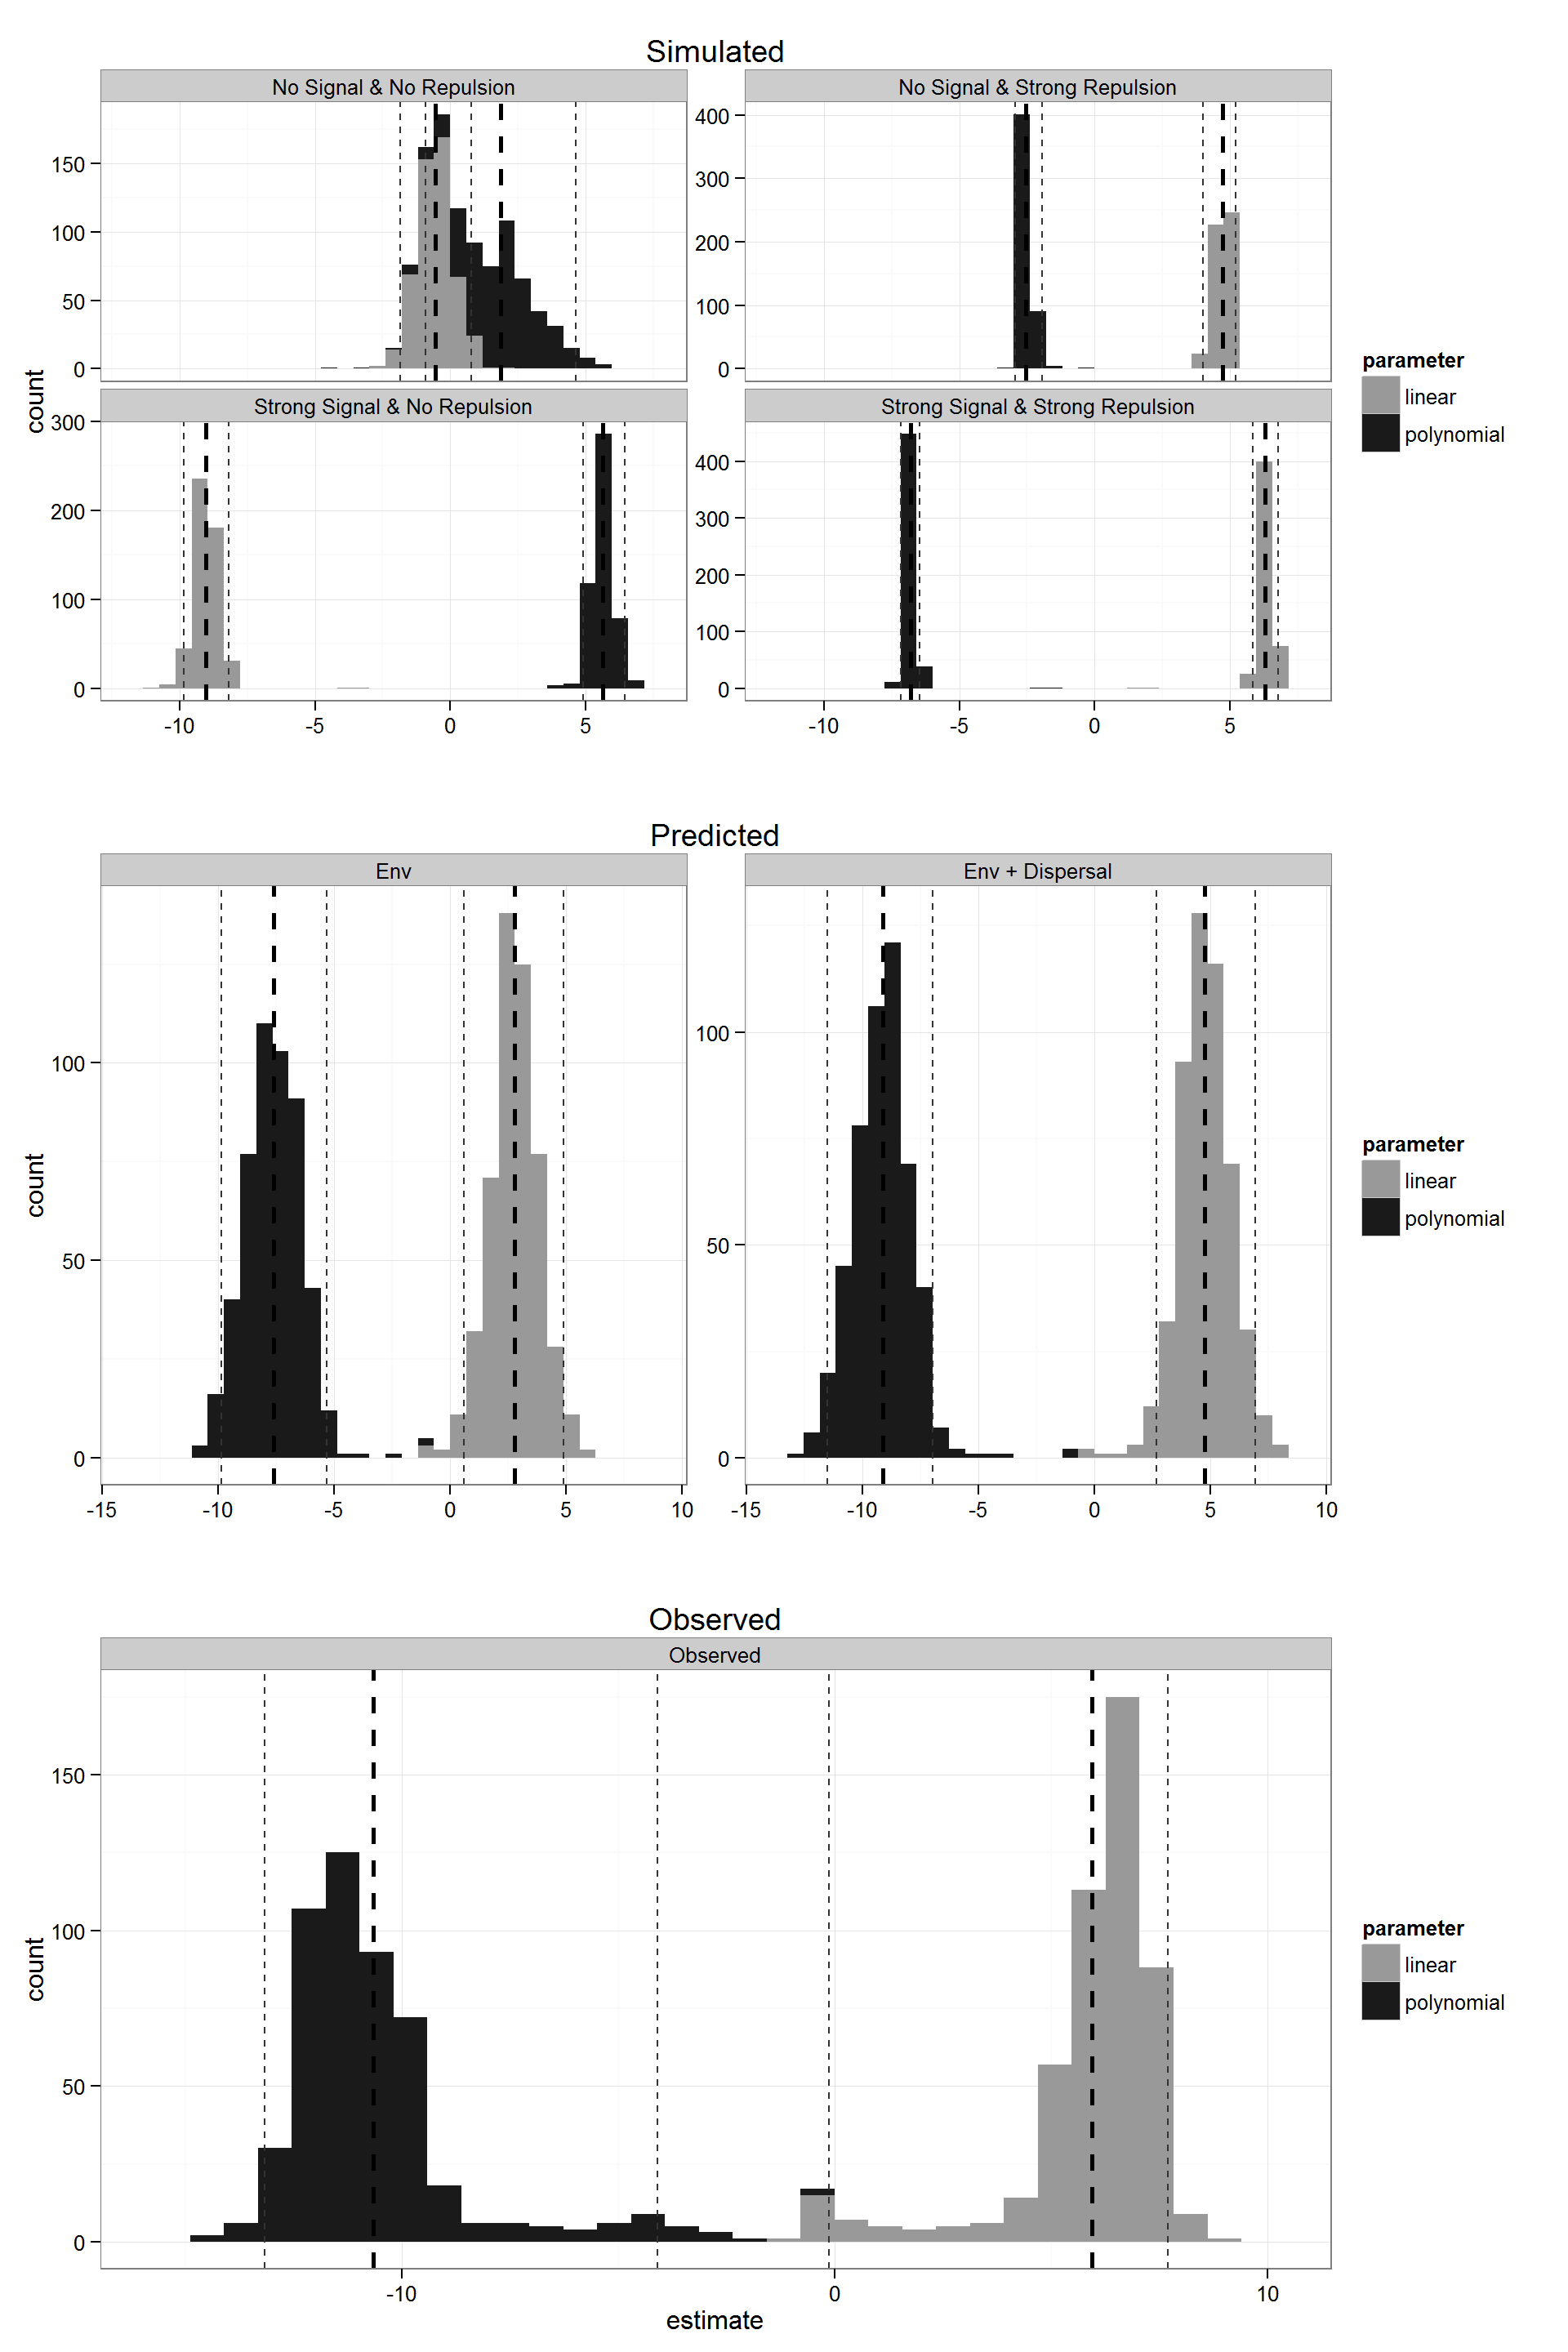 Simulated
No Signal & No Repulsion
No Signal & Strong Repulsion
150
100
50
0
400
300
200
100
0
Strong Signal & No Repulsion
Strong Signal & Strong Repulsion
300
200
100
0
400
300
200
100
0
-10 -5 0 5
-10 -5 0 5
count
parameter
linear
polynomial
Predicted
Env
Env + Dispersal
100
50
0
100
50
0
-15 -10 -5 0 5 10
-15 -10 -5 0 5 10
count
parameter
linear
polynomial
Observed
Observed
150
100
50
0
-10 0 10
count
estimate
parameter
linear
polynomial